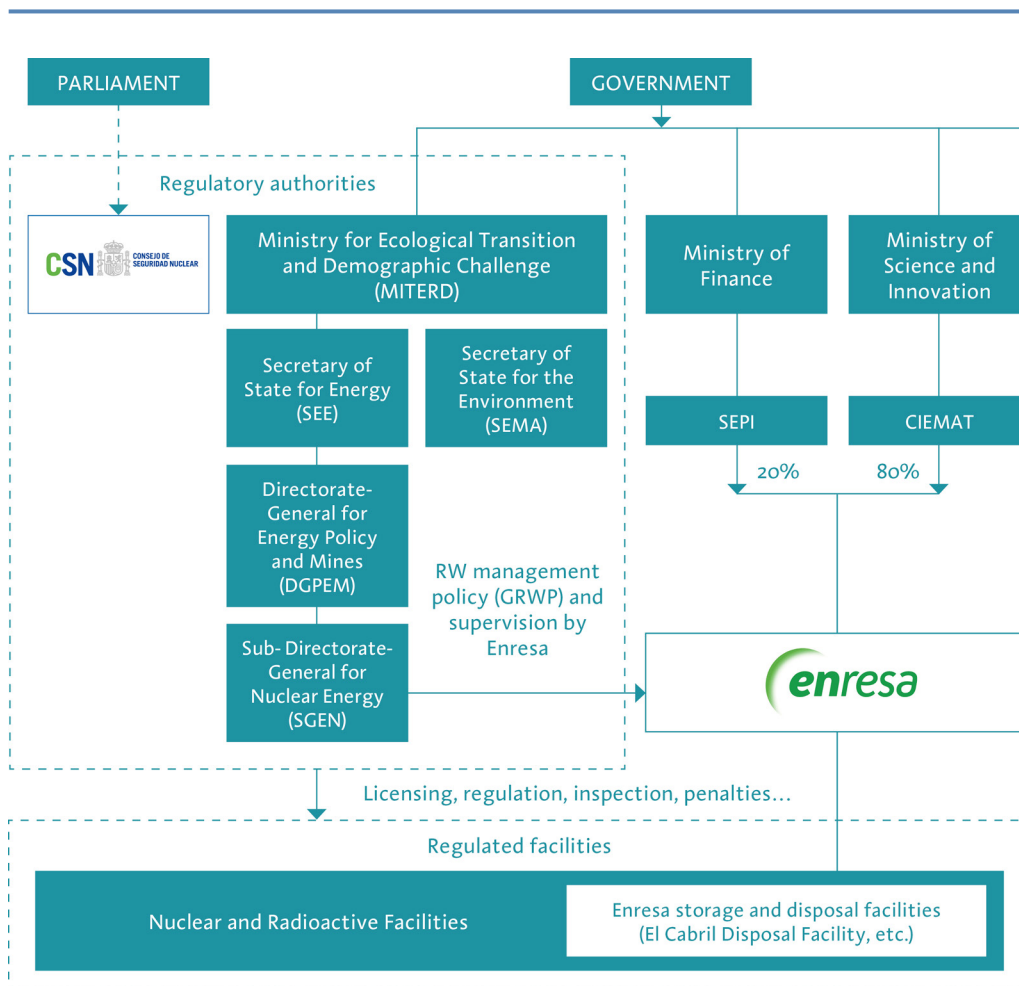 PARLIAMENT
GOVERNMENT
Regulatory authorities
CSN
CONSEJO DE
SEGURIDAD NUCLEAR
Ministry for Ecological Transition
and Demographic Challenge
(MITERD)
Ministry of
Finance
Ministry of
Science and
Innovation
Secretary of
State for Energy
(SEE)
Secretary of
State for the
Environment
(SEMA)
SEPI
CIEMAT
20%
80%
Directorate-
General for
Energy Policy
and Mines
(DGPEM)
RW management
policy (GRWP) and
supervision by
Enresa
Sub- Directorate-
General for
Nuclear Energy
(SGEN)
enresa
Licensing, regulation, inspection, penalties...
Regulated facilities
Nuclear and Radioactive Facilities
Enresa storage and disposal facilities
(El Cabril Disposal Facility, etc.)